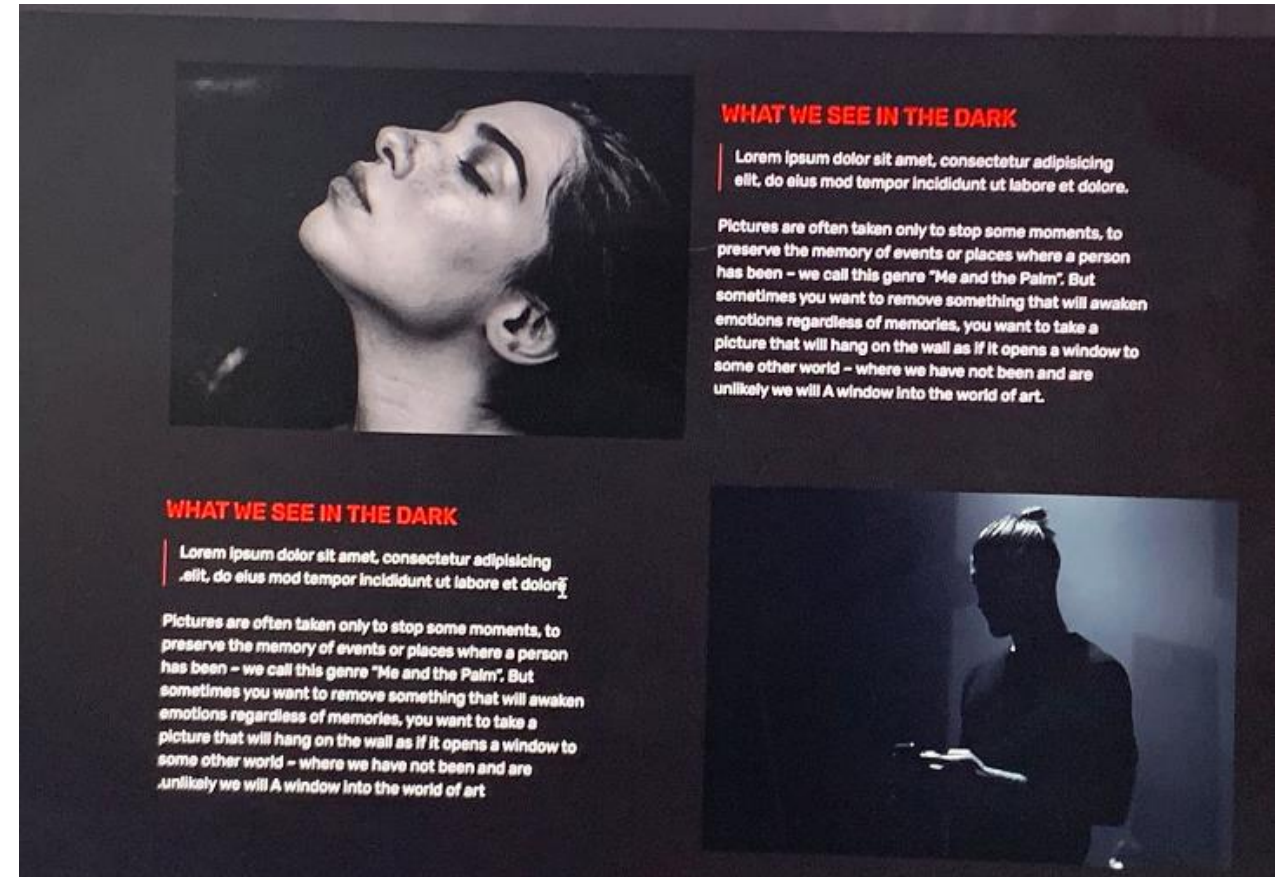 WHAT WE SEE IN THE DARK
Lorem ipsum dolor sit amet, consectetur adipisicing
elit, do eius mod tempor incididunt ut labore et dolore.
Pictures are often taken only to stop some moments, to
preserve the memory of events or places where a person
has been – we call this genre “Me and the Palm”. But
sometimes you want to remove something that will awaken
emotions regardless of memories, you want to take a
picture that will hang on the wall as if it opens a window to
some other world – where we have not been and are
unlikely we will A window into the world of art.
WHAT WE SEE IN THE DARK
Lorem ipsum dolor sit amet, consectetur adipisicing
.elit, do eius mod tempor incididunt ut labore et dolore
Pictures are often taken only to stop some moments, to
preserve the memory of events or places where a person
has been – we call this genre “Me and the Palm”. But
sometimes you want to remove something that will awaken
emotions regardless of memories, you want to take a
picture that will hang on the wall as if it opens a window to
some other world – where we have not been and are
.unlikely we will A window into the world of art